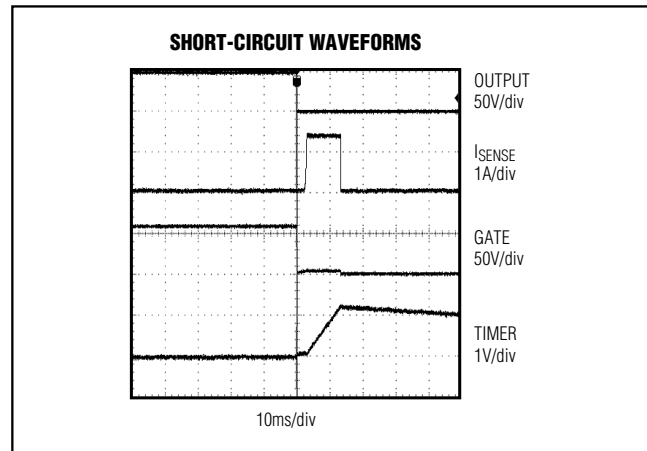 SHORT-CIRCUIT WAVEFORMS
OUTPUT
50V/div
ISENSE
1A/div
GATE
50V/div
TIMER
1V/div
10ms/div